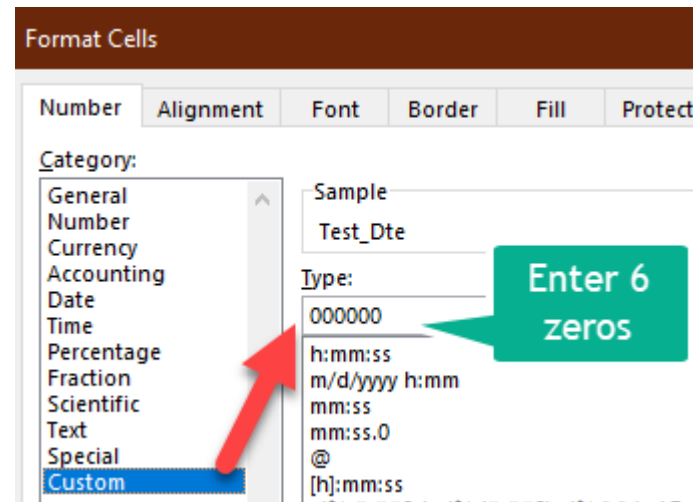 Format Cells
Number Alignment Font Border Fill Protect
Category:
General
Number
Currency
Accounting
Date
Time
Percentage
Fraction
Scientific
Text
Special
Custom
Sample
Test_Dte
Type:
000000
h:mm:ss
m/d/yyyy h:mm
mm:ss
mm:ss.0
@
[h]:mm:ss
Enter 6
zeros